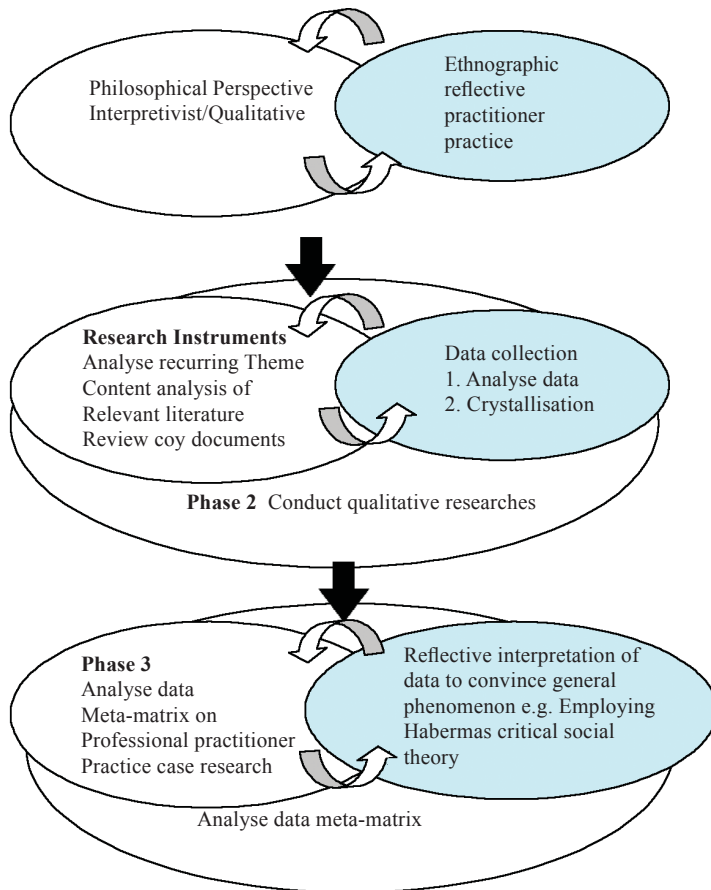 Philosophical Perspective
Interpretivist/Qualitative
Ethnographic
reflective
practitioner
practice
Research Instruments
Analyse recurring Theme
Content analysis of
Relevant literature
Review coy documents
Data collection
1. Analyse data
2. Crystallisation
Phase 2 Conduct qualitative researches
Phase 3
Analyse data
Meta-matrix on
Professional practitioner
Practice case research
Reflective interpretation of
data to convince general
phenomenon e.g. Employing
Habermas critical social
theory
Analyse data meta-matrix